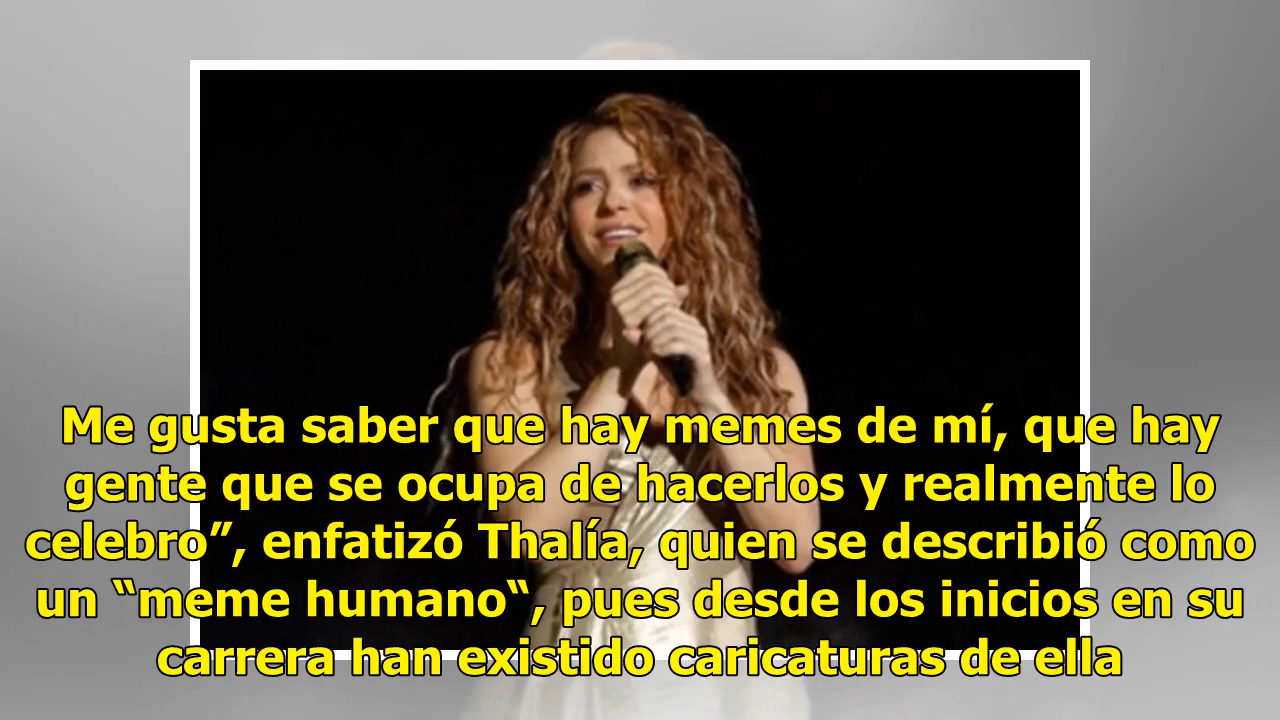 Me gusta saber que hay memes de mí, que hay
gente que se ocupa de hacerlos y realmente lo
celebro”, enfatizó Thalía, quien se describió como
un “meme humano“, pues desde los inicios en su
carrera han existido caricaturas de ella